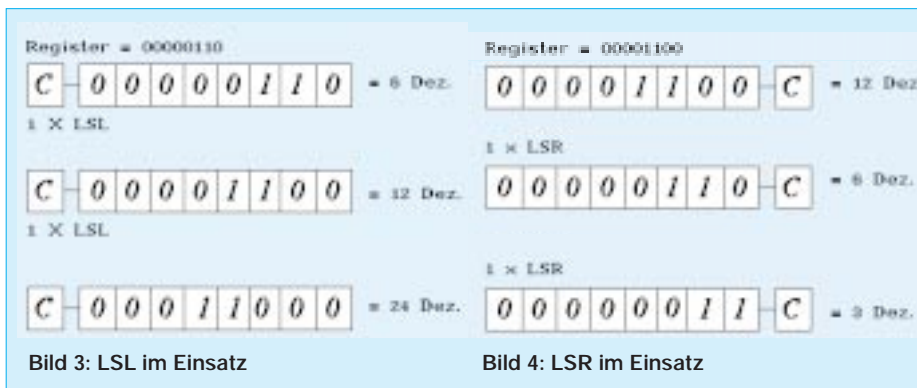 Register = 00000110
C 0 0 0 0 0 1 1 0 = 6 Dez.
1 X LSL
C 0 0 0 0 1 1 0 0 = 12 Dez.
1 X LSL
C 0 0 0 1 1 0 0 0 = 24 Dez.
Bild 3: LSL im Einsatz
Register = 00001100
0 0 0 0 1 1 0 0 C = 12 Dez
1 x LSR
0 0 0 0 0 1 1 0 C = 6 Dez.
1 x LSR
0 0 0 0 0 0 1 1 C = 3 Dez.
Bild 4: LSR im Einsatz